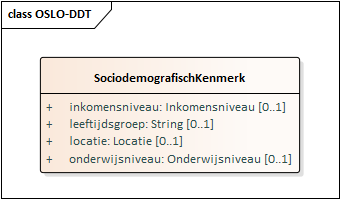 class OSLO-DDT
SociodemografischKenmerk
+ inkomensniveau: Inkomensniveau [0..1]
+ leeftijdsgroep: String [0..1]
+ locatie: Locatie [0..1]
+ onderwijsniveau: Onderwijsniveau [0..1]